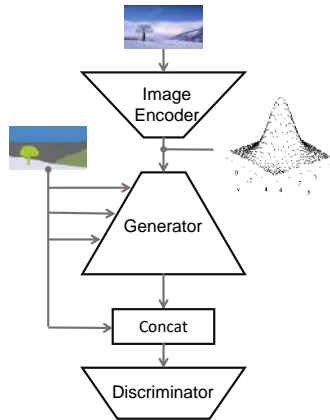 Image
Encoder
Generator
Concat
Discriminator